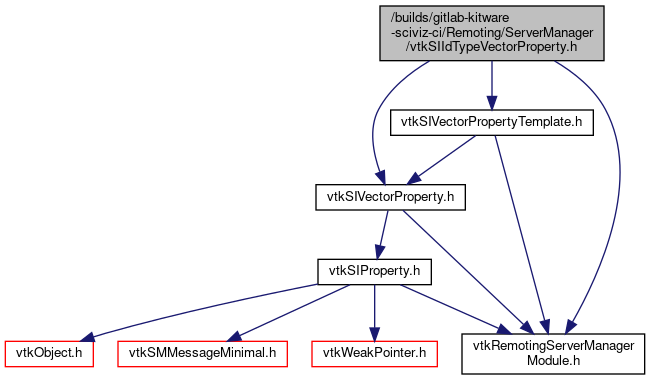 /builds/gitlab-kitware
-sciviz-ci/Remoting/ServerManager
/vtkSIIdTypeVectorProperty.h
vtkSIVectorPropertyTemplate.h
vtkSIVectorProperty.h
vtkSIProperty.h
vtkObject.h
vtkSMMessageMinimal.h
vtkWeakPointer.h
vtkRemotingServerManager
Module.h